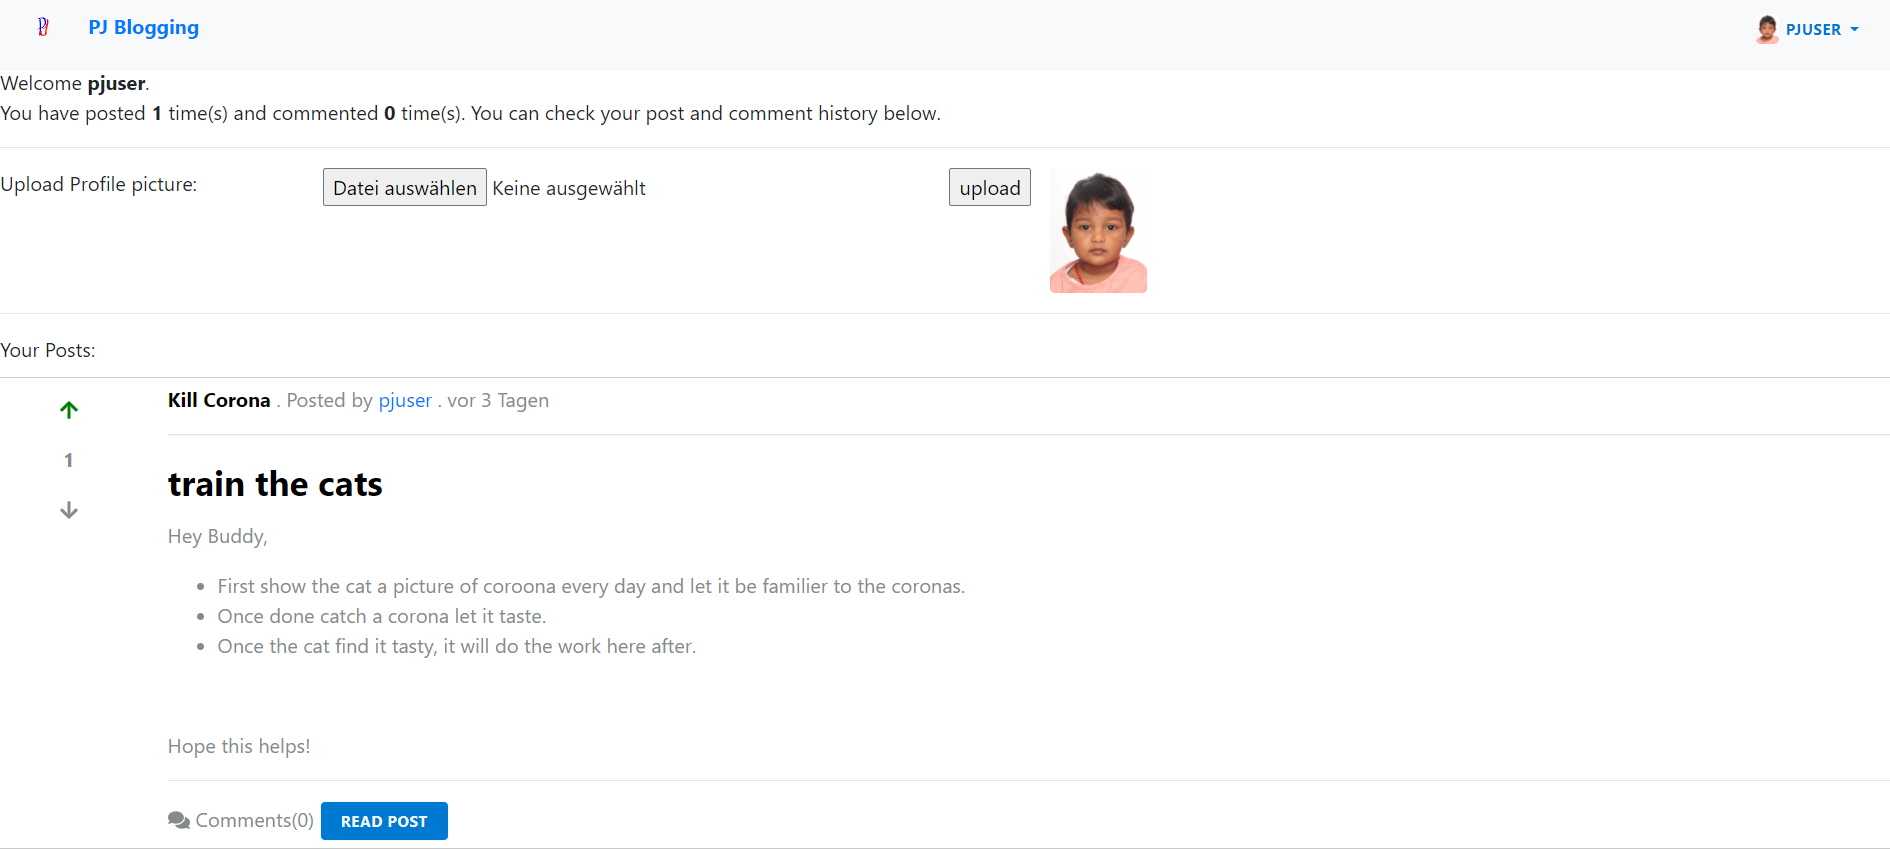 PJ PJ Blogging PJUSER
Welcome pjuser.
You have posted 1 time(s) and commented 0 time(s). You can check your post and comment history below.
Upload Profile picture: Datei auswählen Keine ausgewählt upload
Your Posts:
Kill Corona . Posted by pjuser . vor 3 Tagen
1
train the cats
Hey Buddy,
• First show the cat a picture of coroona every day and let it be familier to the coronas.
• Once done catch a corona let it taste.
• Once the cat find it tasty, it will do the work here after.
Hope this helps!
Comments(0) READ POST